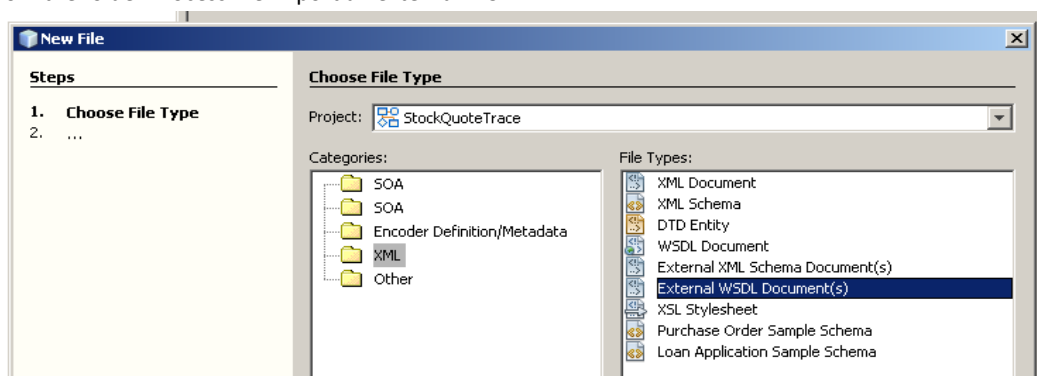 New File
Steps
1. Choose File Type
2. ...
Choose File Type
Project: StockQuoteTrace
Categories:
SOA
SOA
Encoder Definition/Metadata
XML
Other
File Types:
XML Document
XML Schema
DTD Entity
WSDL Document
External XML Schema Document(s)
External WSDL Document(s)
XSL Stylesheet
Purchase Order Sample Schema
Loan Application Sample Schema